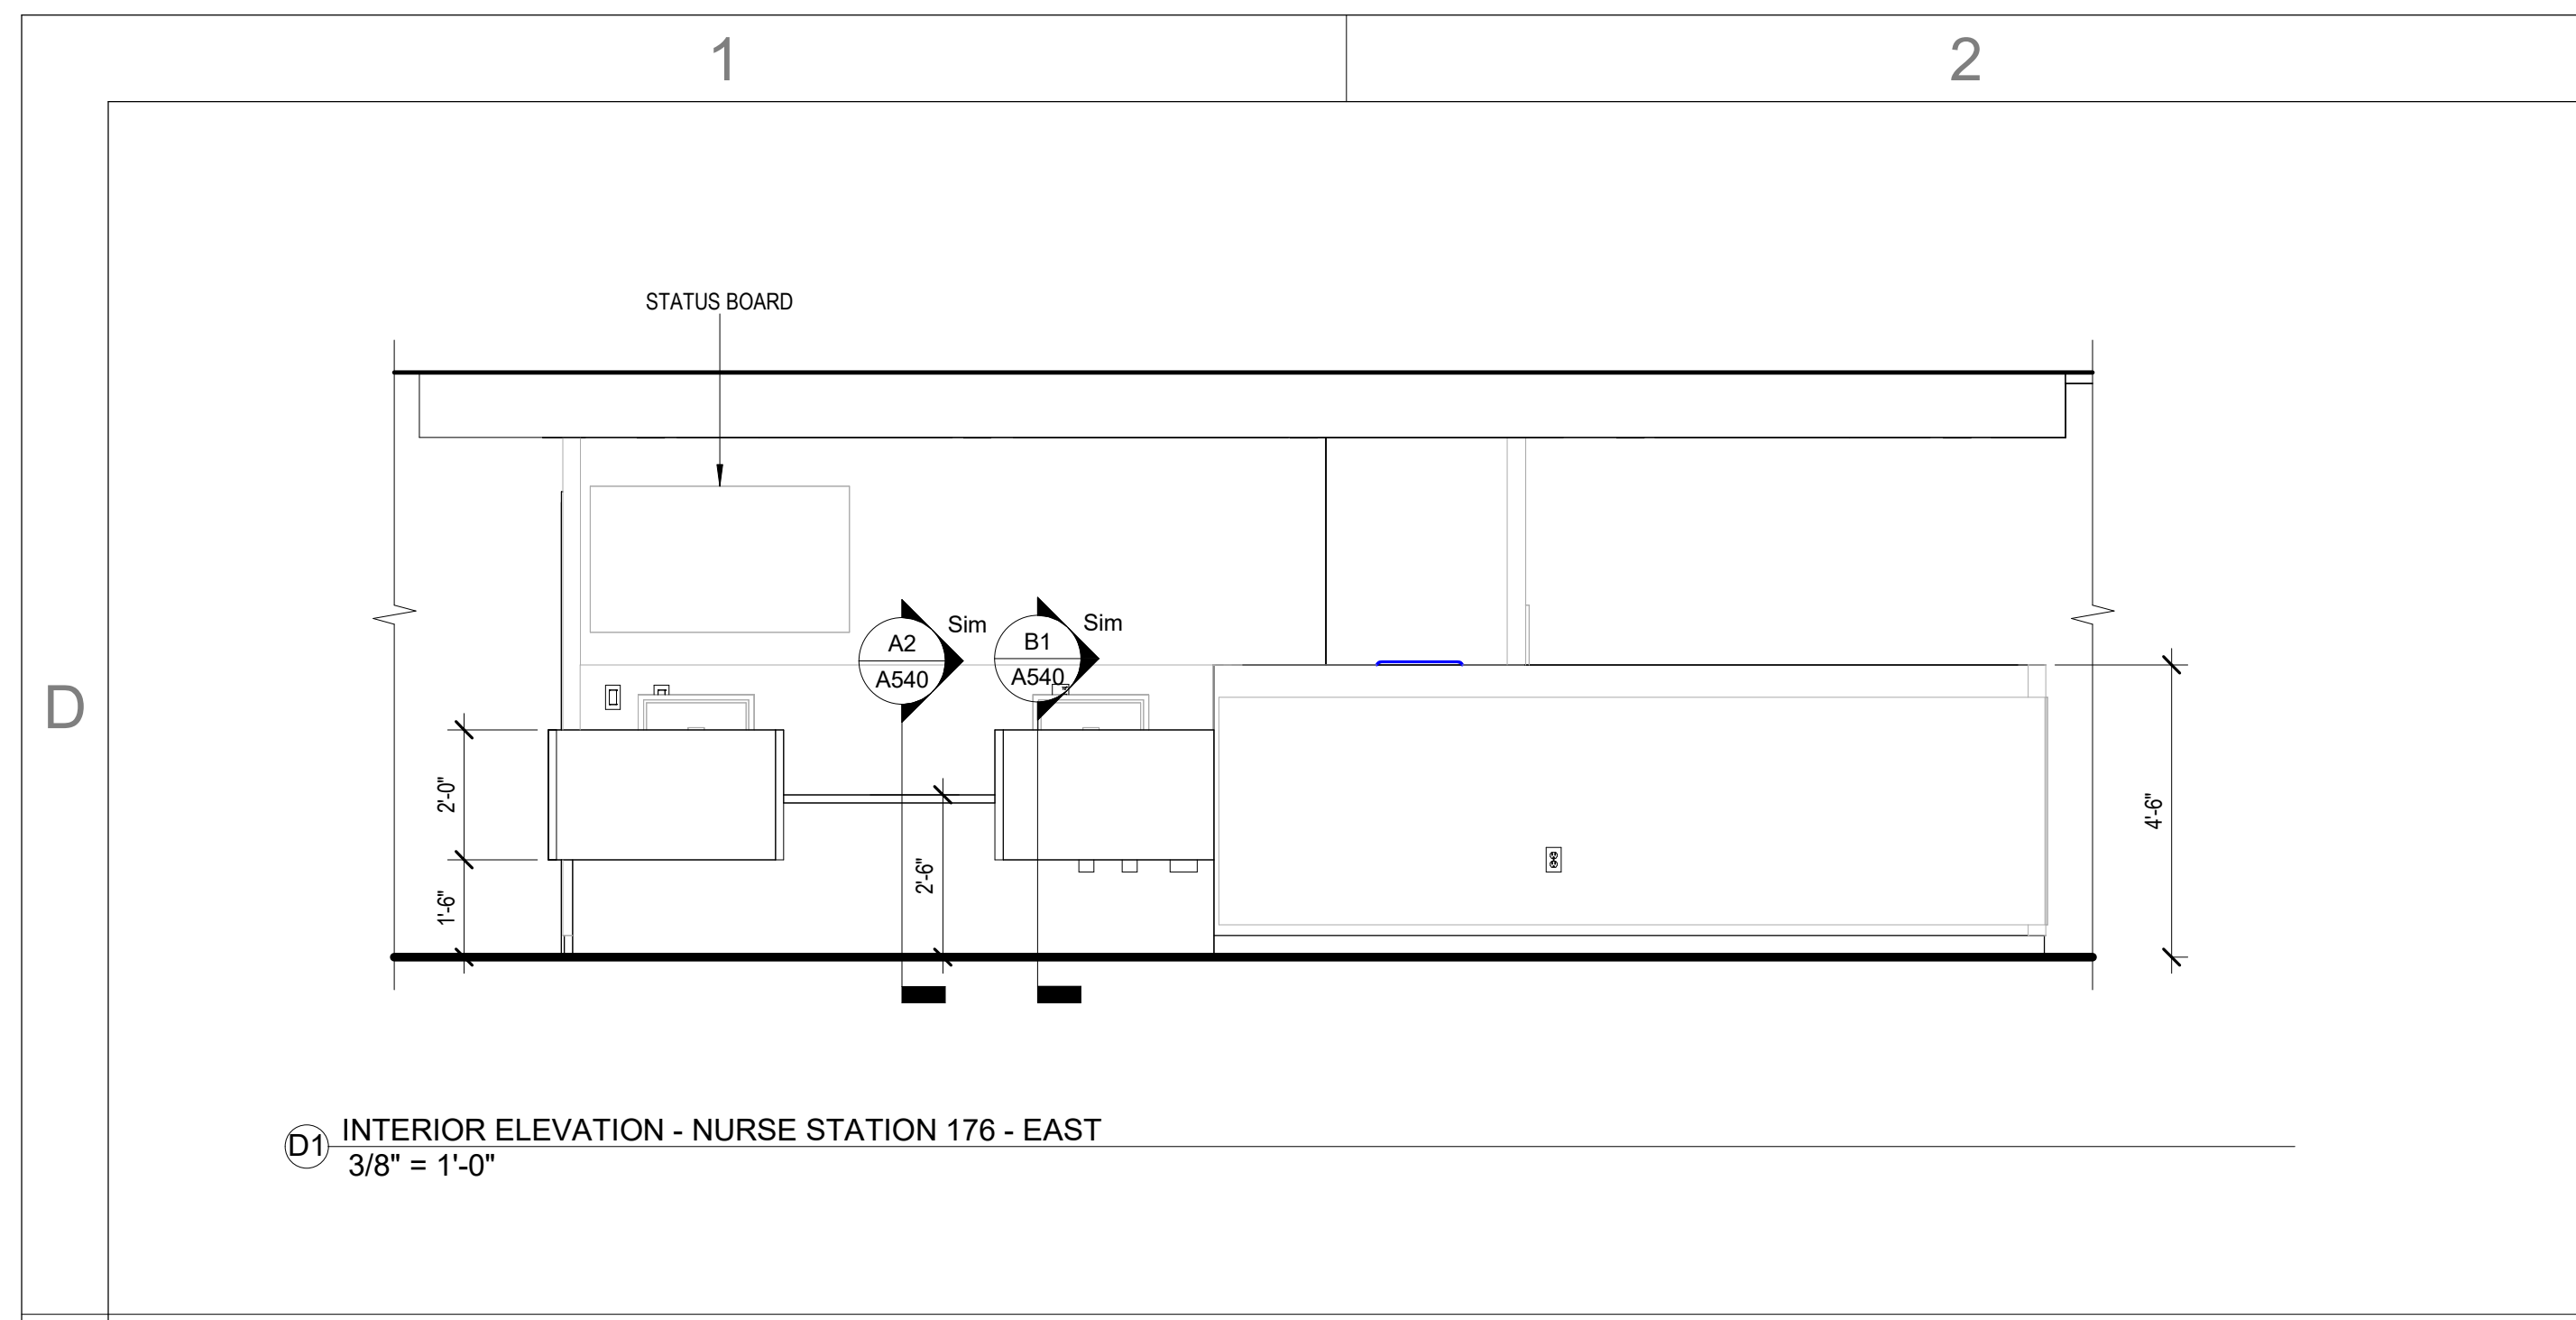 1
2
STATUS BOARD
Sim
Sim
A2
A540
B1
A540
D
2'-0"
1'-6"
2'-6"
4'-6"
D1
INTERIOR ELEVATION - NURSE STATION 176 - EAST
3/8" = 1'-0"